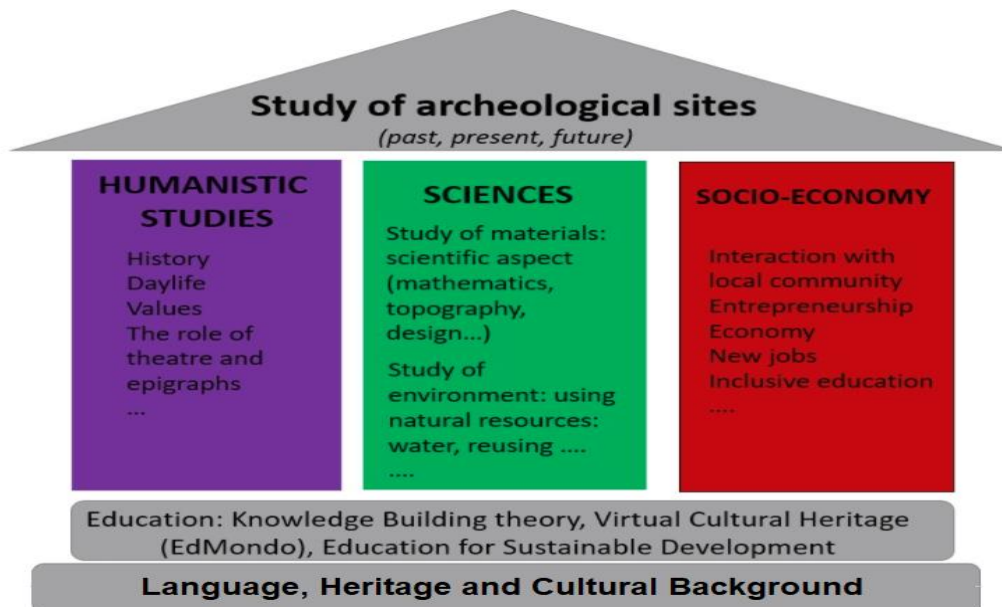 Study of archeological sites
(past, present, future)
HUMANISTIC
STUDIES
History
Daylife
Values
The role of
theatre and
epigraphs
...
SCIENCES
Study of materials:
scientific aspect
(mathematics,
topography,
design...)
Study of
environment: using
natural resources:
water, reusing ....
....
SOCIO-ECONOMY
Interaction with
local community
Entrepreneurship
Economy
New jobs
Inclusive education
....
Education: Knowledge Building theory, Virtual Cultural Heritage
(EdMondo), Education for Sustainable Development
Language, Heritage and Cultural Background